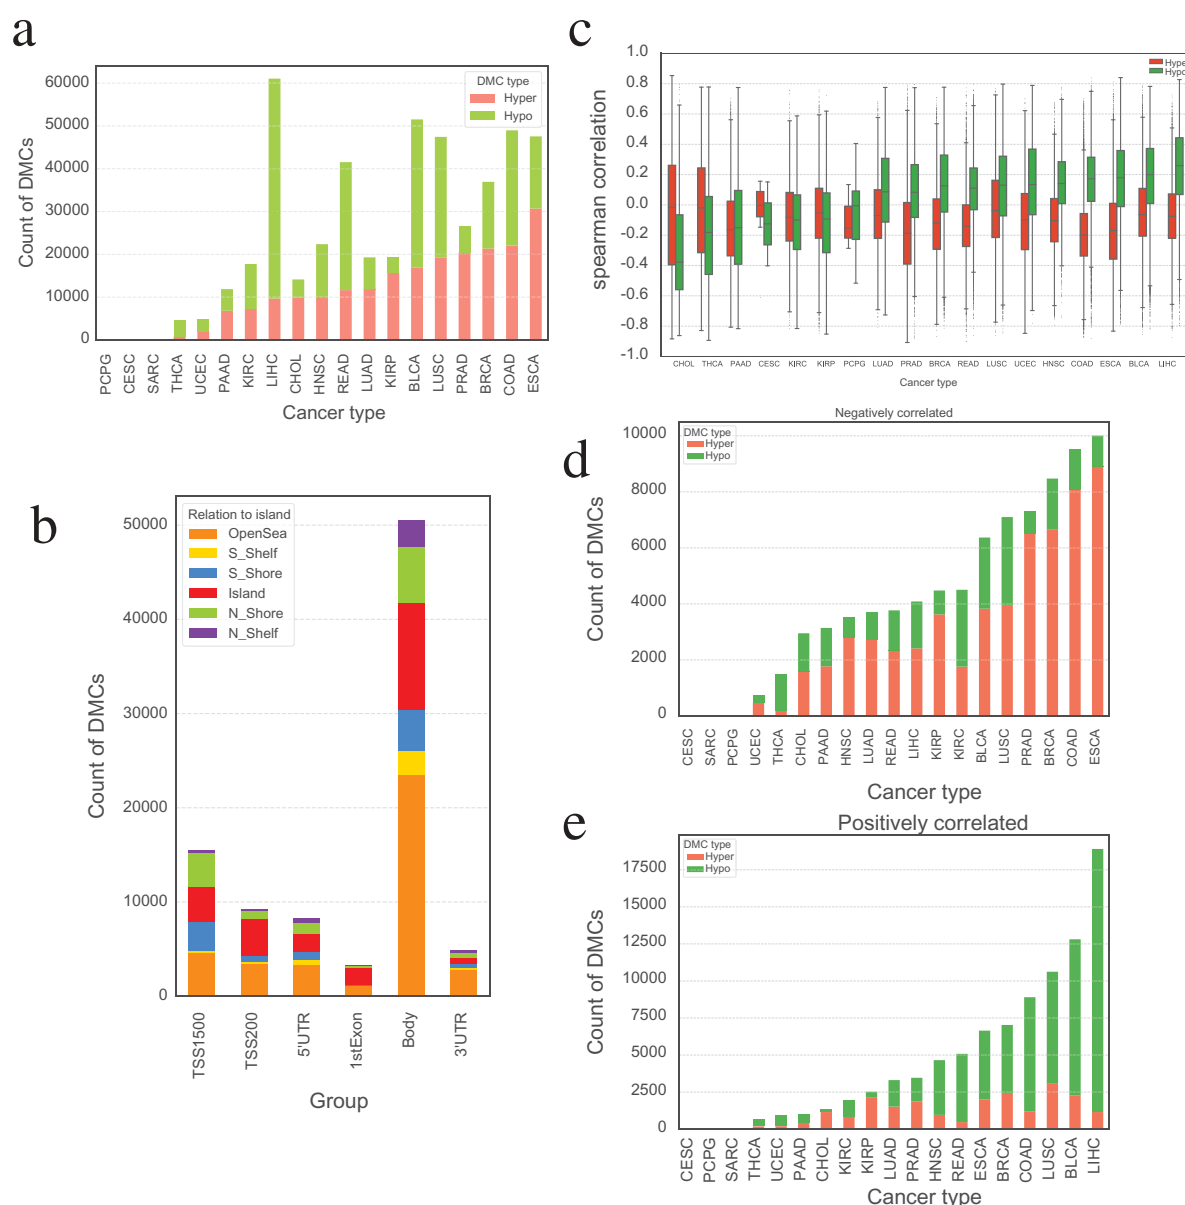 a
60000
50000
40000
30000
20000
10000
0
Count of DMCs
DMC type
Hyper
Hypo
PCPG CESC SARC THCA UCEC PAAD KIRC LIHC CHOL HNSC READ LUAD KIRP BLCA LUSC PRAD BRCA COAD ESCA
Cancer type
b
50000
40000
30000
20000
10000
0
Count of DMCs
Relation to island
OpenSea
S_Shelf
S_Shore
Island
N_Shore
N_Shelf
TSS1500 TSS200 5'UTR 1stExon Body 3'UTR
Group
c
1.0
0.8
0.6
0.4
0.2
0.0
-0.2
-0.4
-0.6
-0.8
-1.0
spearman correlation
Hype
Hypo
CHOL THCA PAAD CESC KIRC KIRP PCPG LUAD PRAD BRCA READ LUSC UCEC HNSC COAD ESCA BLCA LIHC
Cancer type
d
Negatively correlated
10000
8000
6000
4000
2000
0
Count of DMCs
DMC type
Hyper
Hypo
CESC SARC PCPG UCEC THCA CHOL PAAD HNSC LUAD READ LIHC KIRP KIRC BLCA LUSC PRAD BRCA COAD ESCA
Cancer type
e
Positively correlated
17500
15000
12500
10000
7500
5000
2500
0
Count of DMCs
DMC type
Hyper
Hypo
CESC PCPG SARC THCA UCEC PAAD CHOL KIRC KIRP LUAD PRAD HNSC READ ESCA BRCA COAD LUSC BLCA LIHC
Cancer type